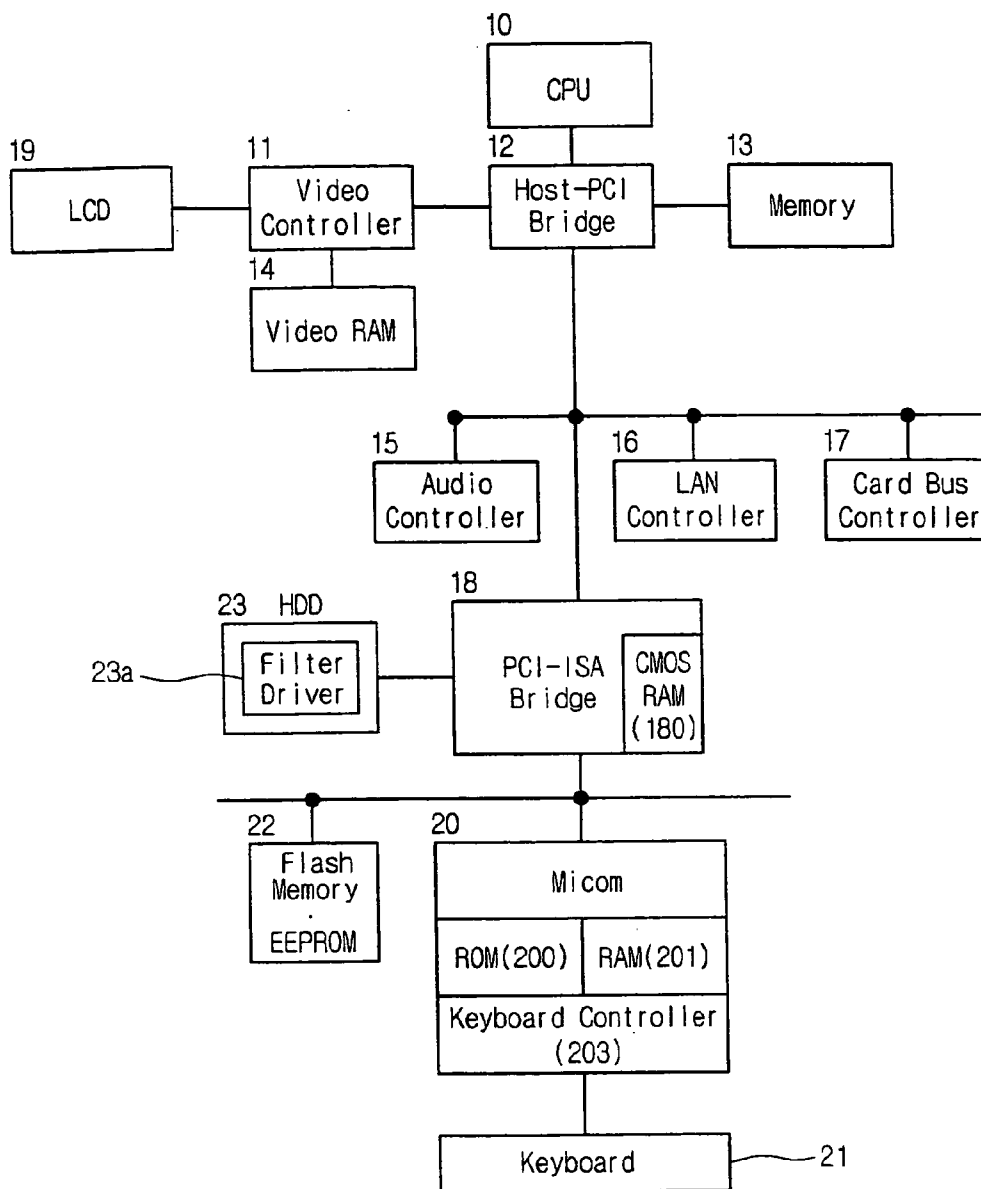 10
CPU
19
LCD
11
Video
Controller
12
Host-PCI
Bridge
13
Memory
14
Video RAM
15
Audio
Controller
16
LAN
Controller
17
Card Bus
Controller
18
PCI-ISA
Bridge
CMOS
RAM
(180)
23 HDD
Filter
Driver
23a
22
Flash
Memory
EEPROM
20
Micom
ROM(200)
RAM(201)
Keyboard Controller
(203)
Keyboard
21